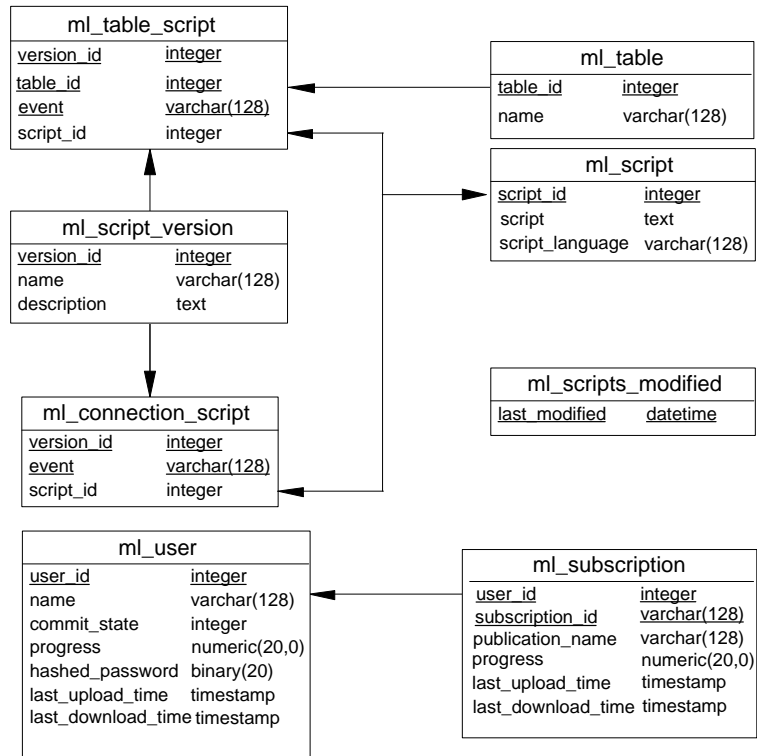 ml_table_script
version_id integer
table_id integer
event varchar(128)
script_id integer
ml_table
table_id integer
name varchar(128)
ml_script
script_id integer
script text
script_language varchar(128)
ml_script_version
version_id integer
name varchar(128)
description text
ml_scripts_modified
last_modified datetime
ml_connection_script
version_id integer
event varchar(128)
script_id integer
ml_user
user_id integer
name varchar(128)
commit_state integer
progress numeric(20,0)
hashed_password binary(20)
last_upload_time timestamp
last_download_time timestamp
ml_subscription
user_id integer
subscription_id varchar(128)
publication_name varchar(128)
progress numeric(20,0)
last_upload_time timestamp
last_download_time timestamp